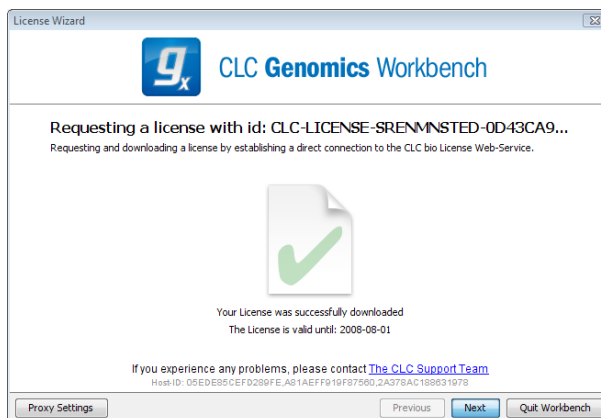 License Wizard
gx
CLC Genomics Workbench
Requesting a license with id: CLC-LICENSE-SRENMNSTED-0D43CA9...
Requesting and downloading a license by establishing a direct connection to the CLC bio License Web-Service.
Your License was successfully downloaded
The License is valid until: 2008-08-01
If you experience any problems, please contact The CLC Support Team
Host-ID: 05EDE85CEFD289FE,A81AEFF919F87560,2A378AC188631978
Proxy Settings
Previous
Next
Quit Workbench